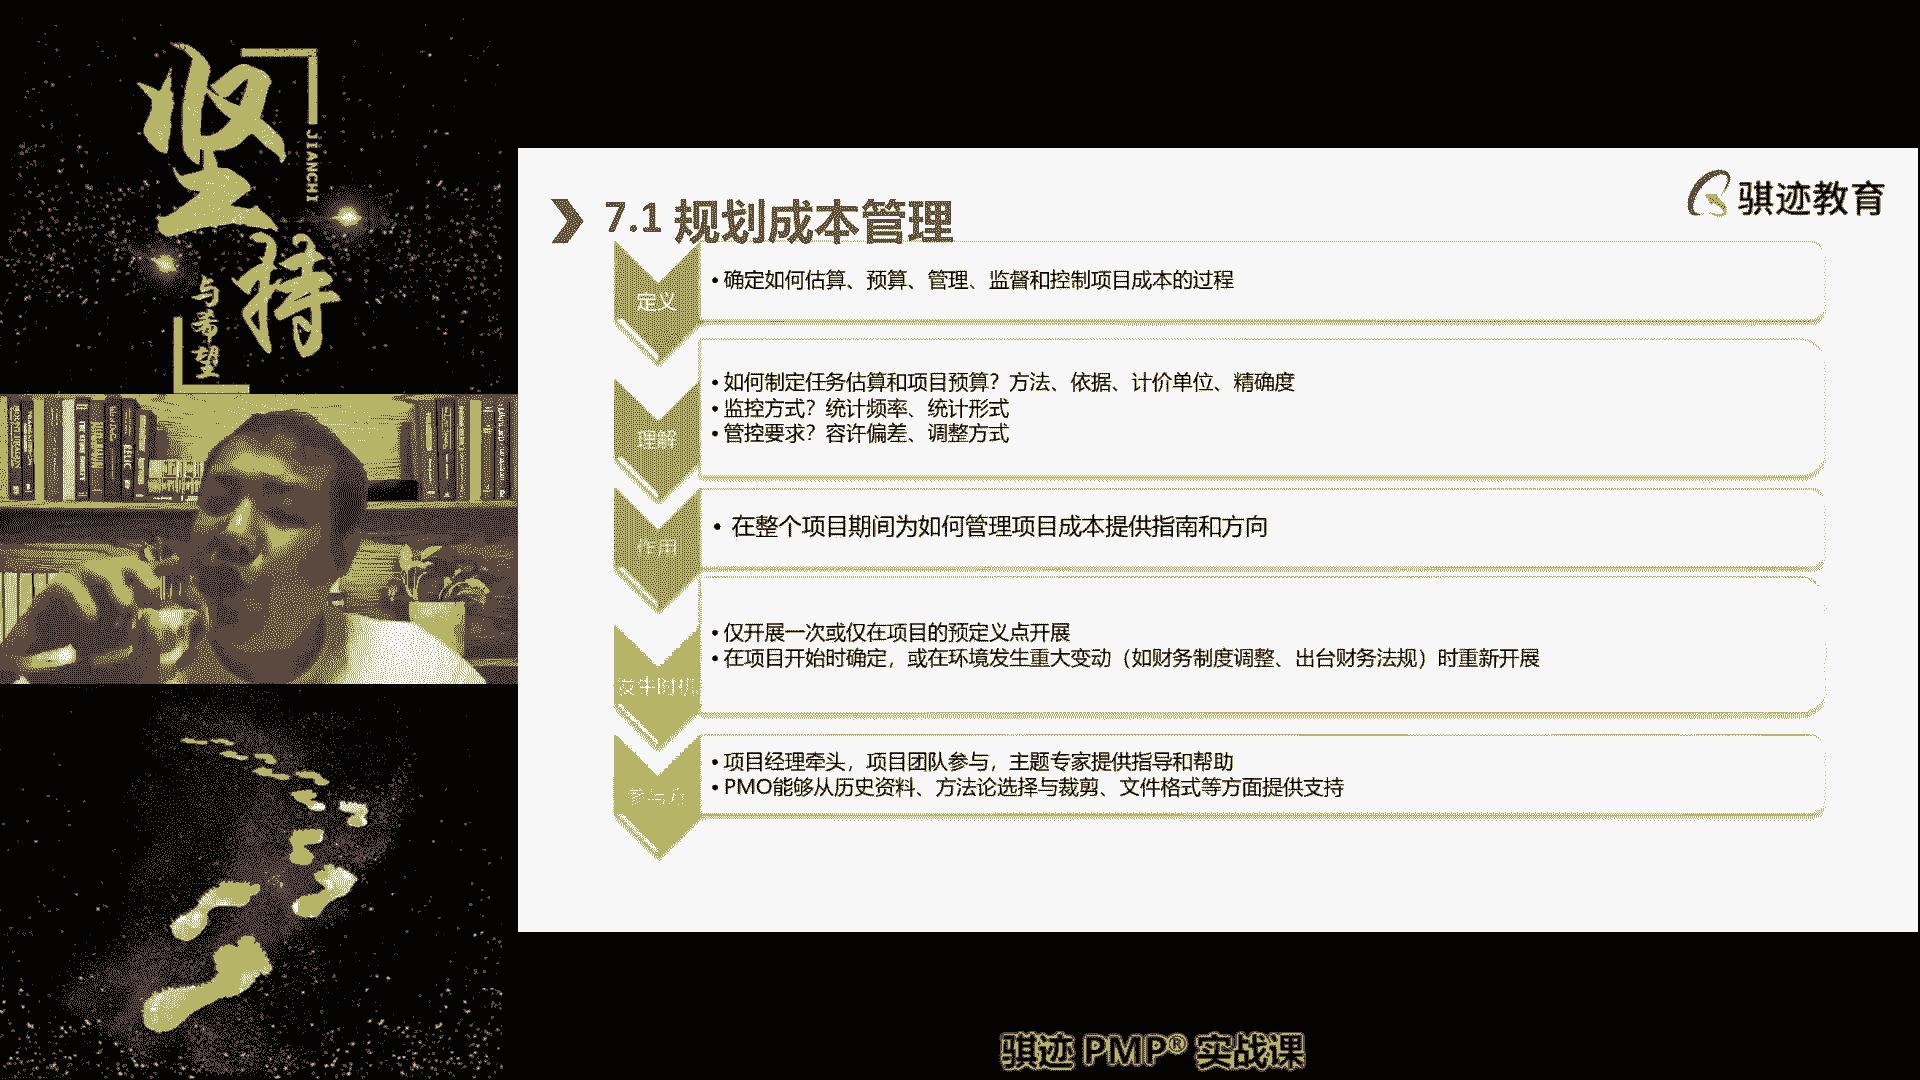 坚持
JIANCHI
与希望
骐迹教育
7.1 规划成本管理
定义
•确定如何估算、预算、管理、监督和控制项目成本的过程
理解
•如何制定任务估算和项目预算？方法、依据、计价单位、精确度
•监控方式？统计频率、统计形式
•管控要求？容许偏差、调整方式
作用
• 在整个项目期间为如何管理项目成本提供指南和方向
发生时机
•仅开展一次或仅在项目的预定义点开展
•在项目开始时确定，或在环境发生重大变动（如财务制度调整、出台财务法规）时重新开展
参与方
•项目经理牵头，项目团队参与，主题专家提供指导和帮助
•PMO能够从历史资料、方法论选择与裁剪、文件格式等方面提供支持
骐迹 PMP® 实战课